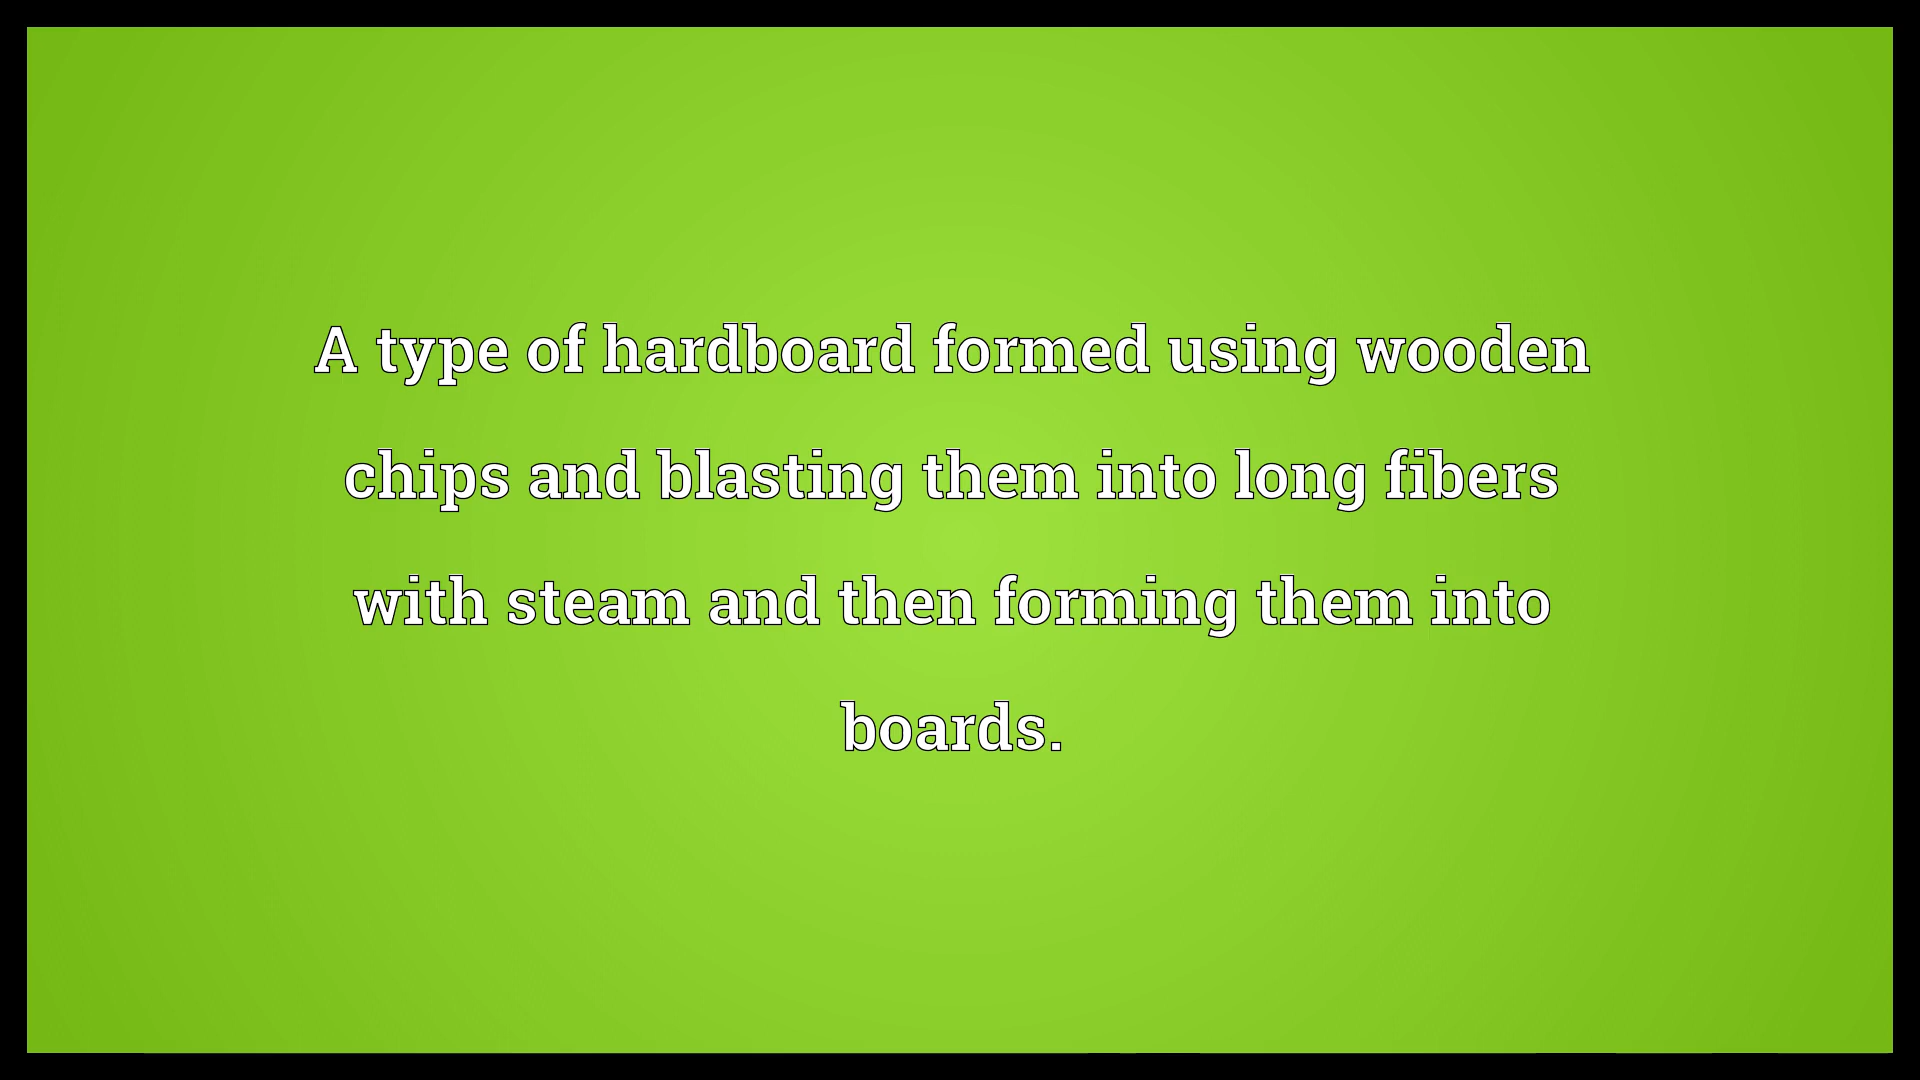 A type of hardboard formed using wooden
chips and blasting them into long fibers
with steam and then forming them into
boards.